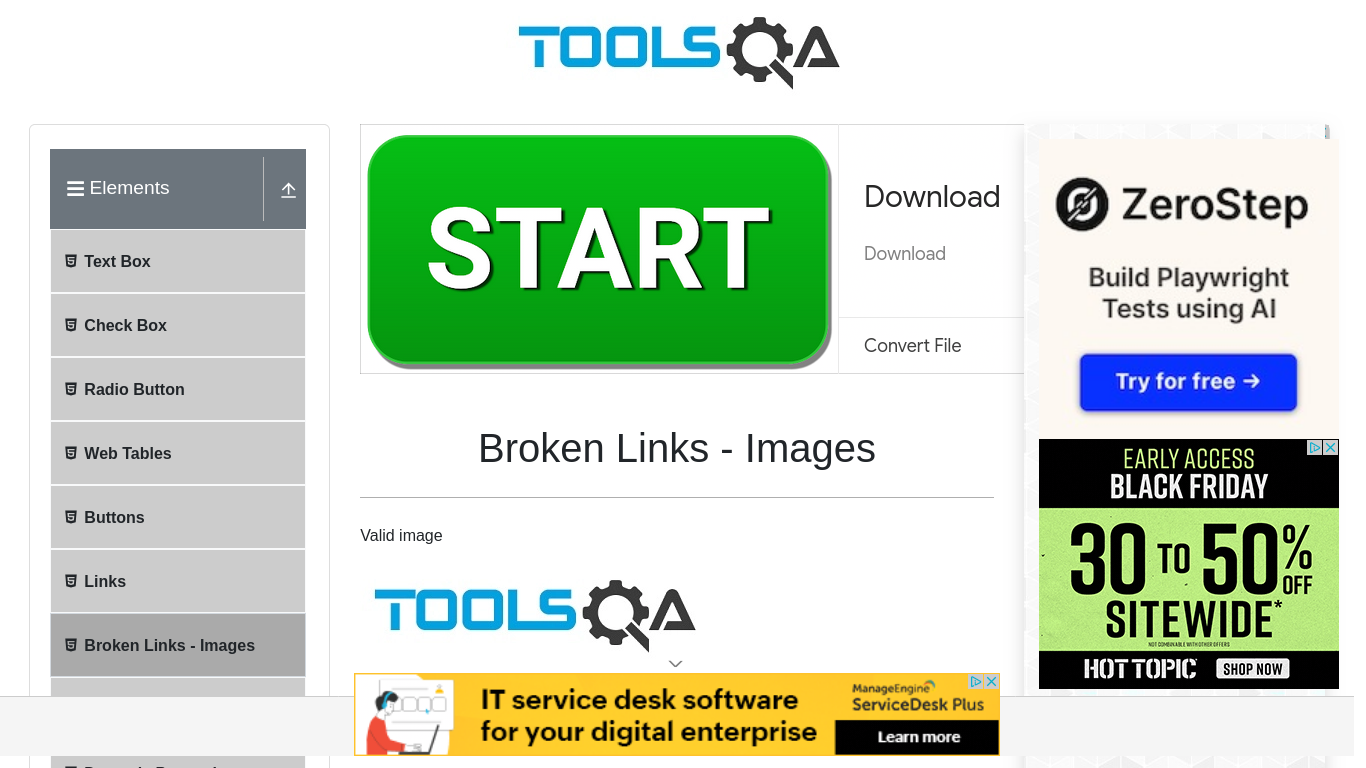 TOOLSQA
Elements
Text Box
Check Box
Radio Button
Web Tables
Buttons
Links
Broken Links - Images
START
Download
Download
Convert File
Broken Links - Images
Valid image
TOOLSQA
IT service desk software
for your digital enterprise
ManageEngine
ServiceDesk Plus
Learn more
ZeroStep
Build Playwright
Tests using AI
Try for free →
EARLY ACCESS
BLACK FRIDAY
30 TO 50% OFF
SITEWIDE*
NOT COMBINABLE WITH OTHER OFFERS
HOT TOPIC
SHOP NOW